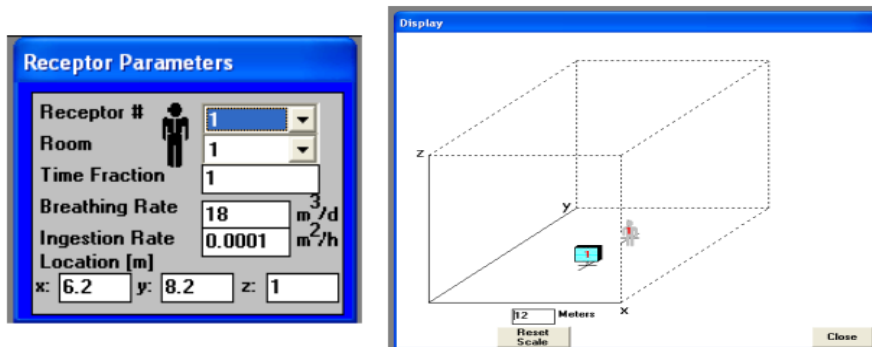 Receptor Parameters
Receptor #
1
Room
1
Time Fraction
1
Breathing Rate
18
m³/d
Ingestion Rate
0.0001
m²/h
Location [m]
x: 6.2 y: 8.2 z: 1
Display
z
y
1
1
x
12 Meters
Reset
Scale
Close